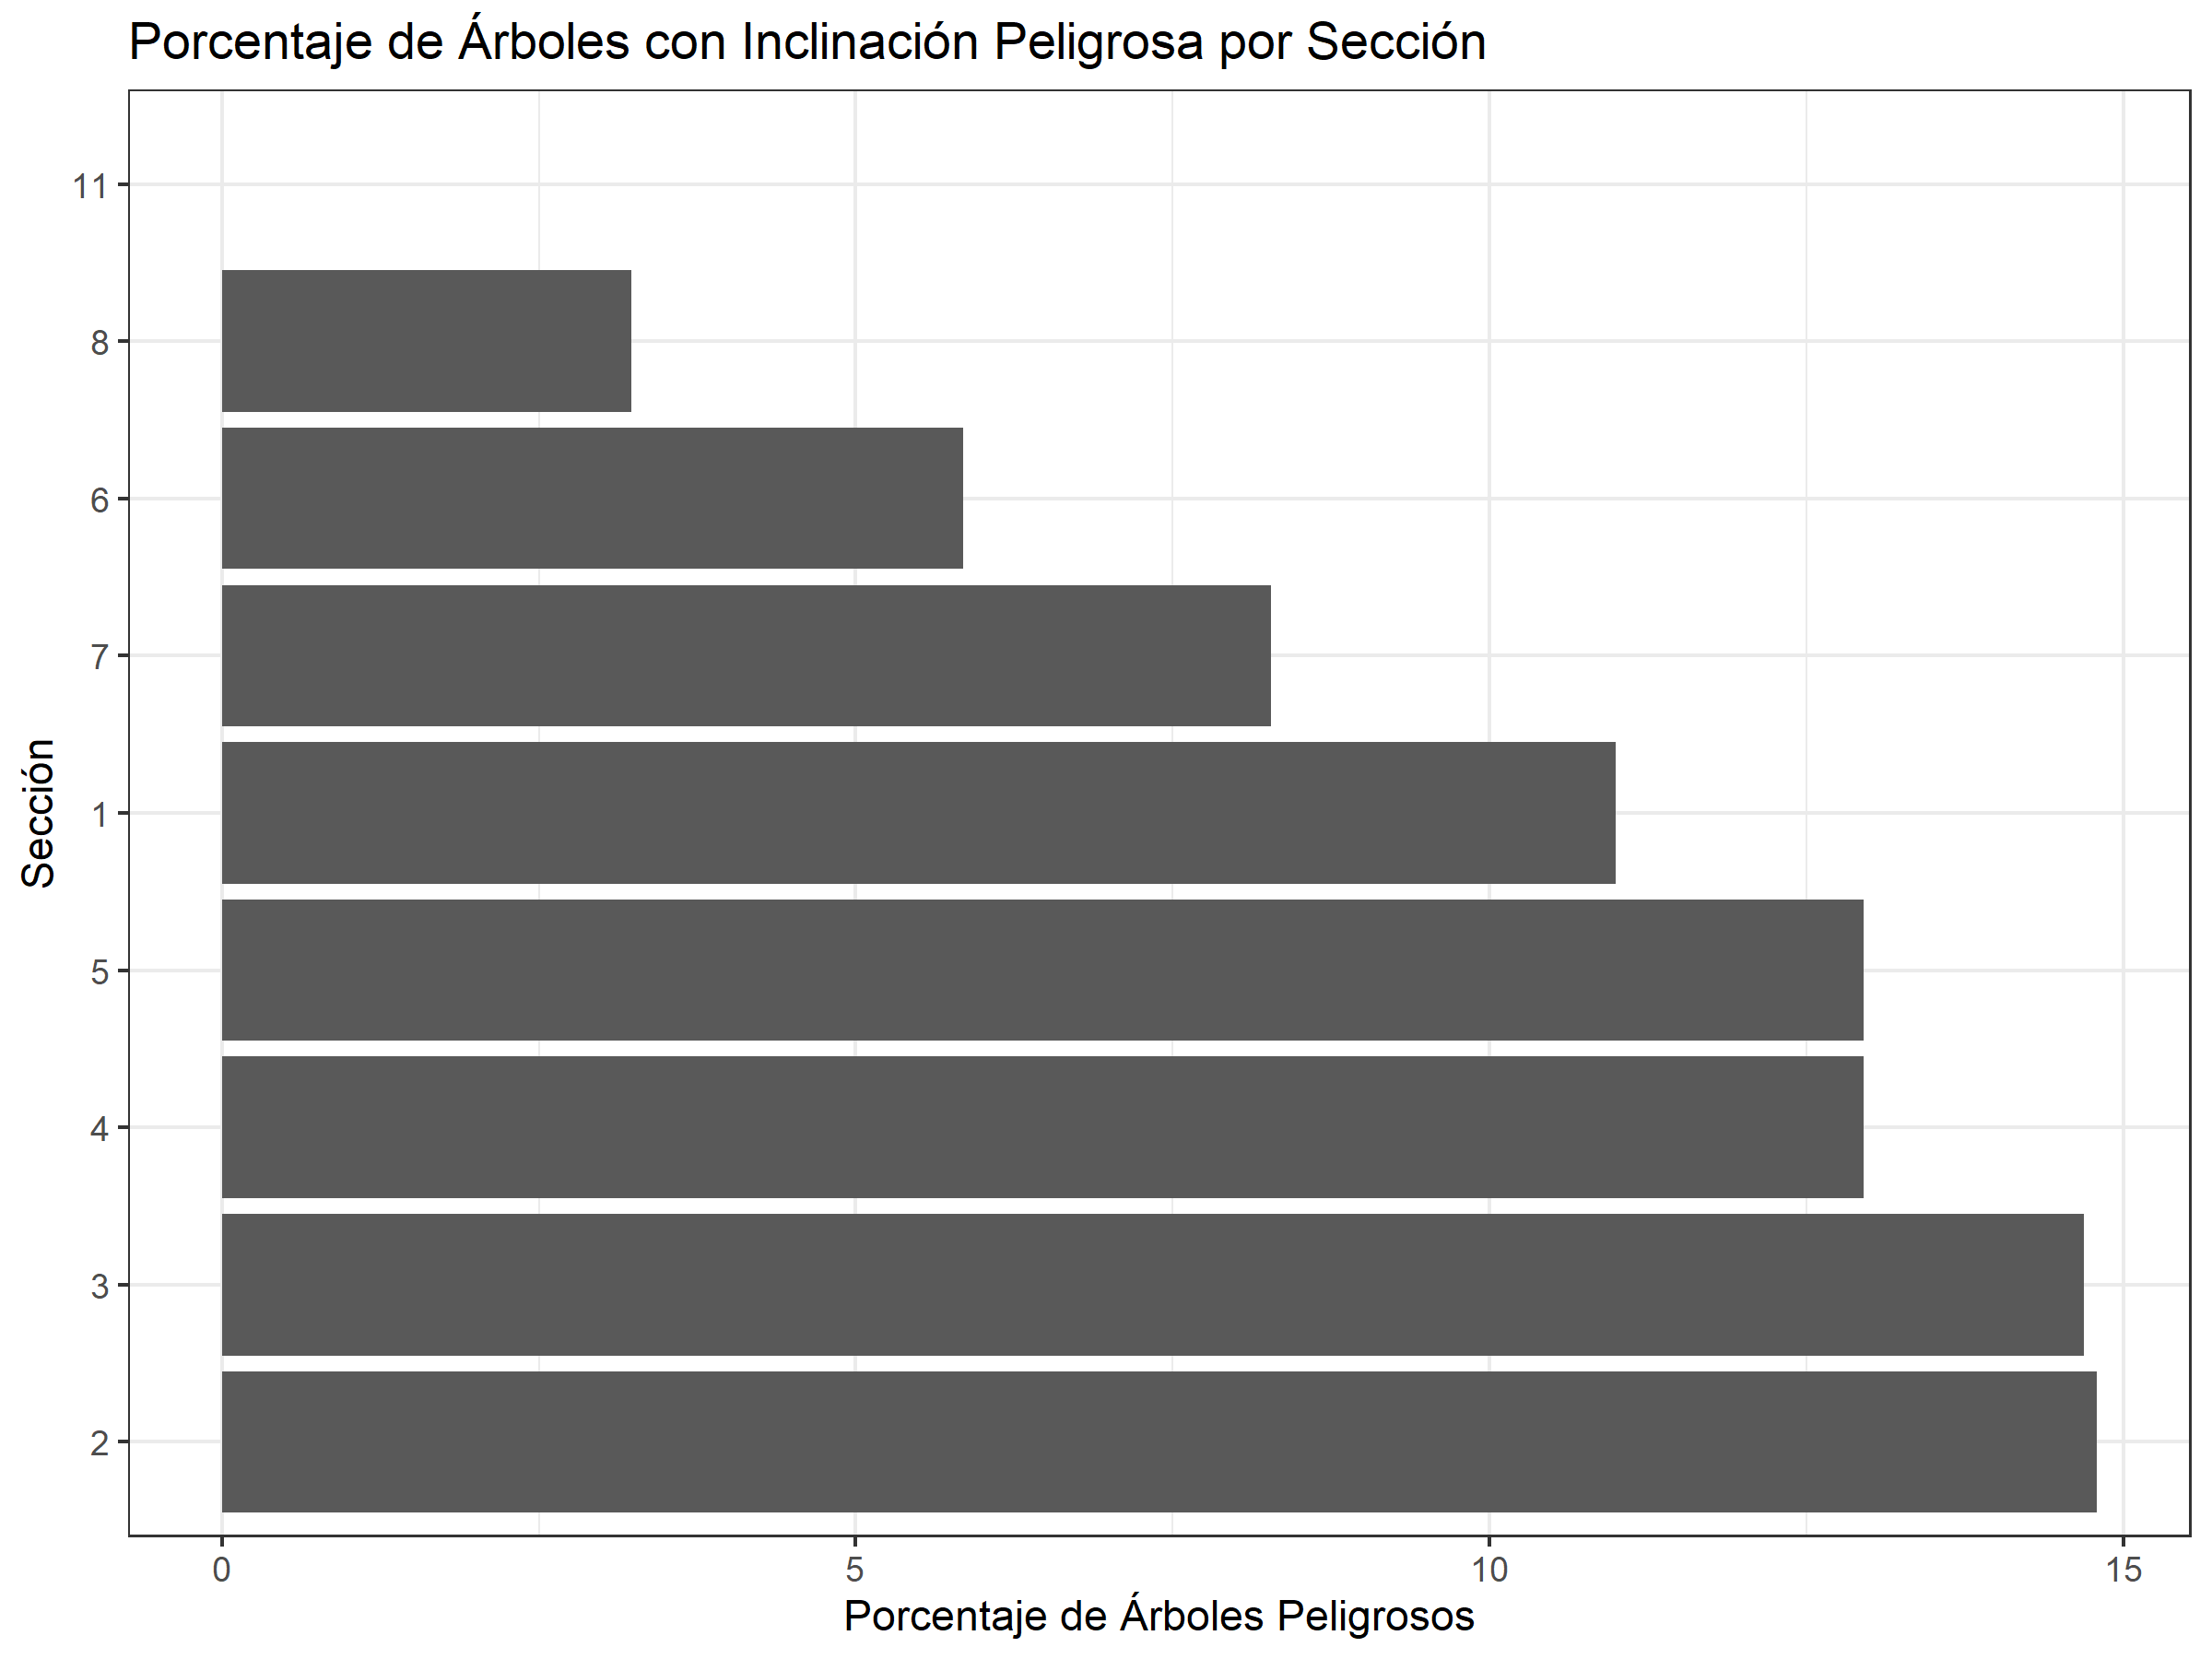 Porcentaje de Árboles con Inclinación Peligrosa por Sección
Sección
11
8
6
7
1
5
4
3
2
0 5 10 15
Porcentaje de Árboles Peligrosos